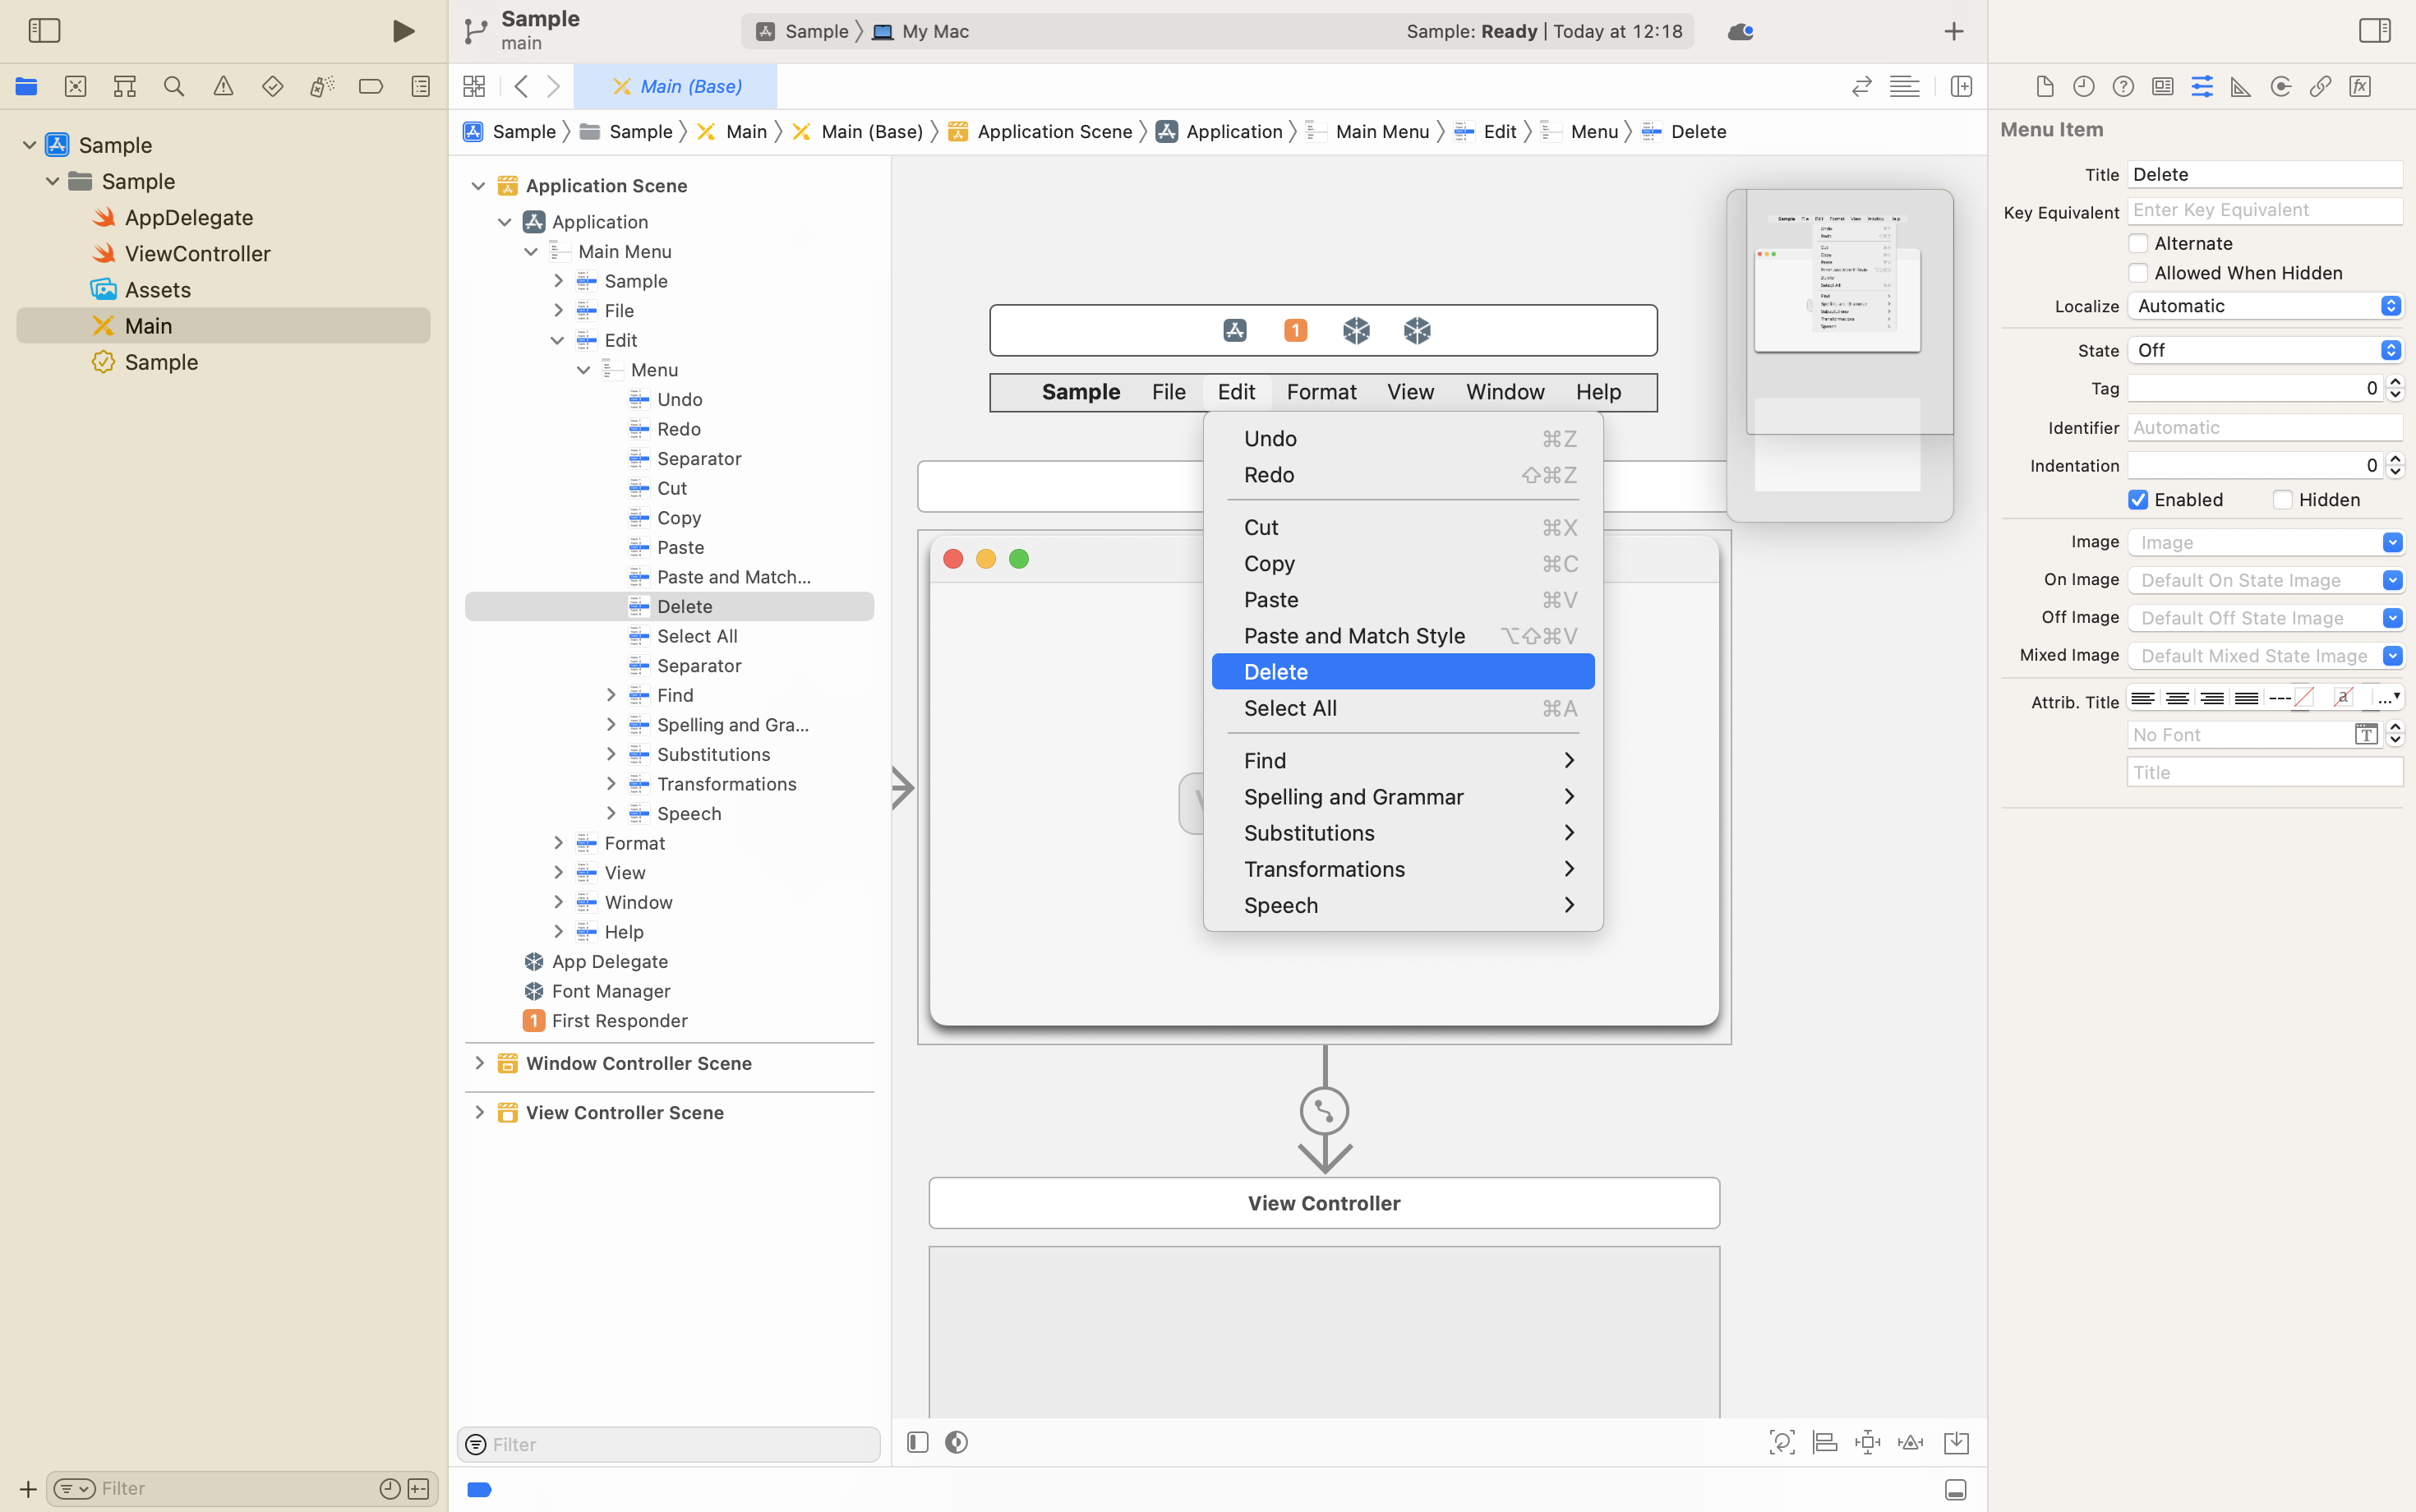 Sample
main
Sample
My Mac
Sample: Ready | Today at 12:18
Main (Base)
Sample
Sample
Main
Main (Base)
Application Scene
Application
Main Menu
Edit
Menu
Delete
Sample
Sample
AppDelegate
ViewController
Assets
Main
Sample
Filter
Application Scene
Application
Main Menu
Sample
File
Edit
Menu
Undo
Redo
Separator
Cut
Copy
Paste
Paste and Match...
Delete
Select All
Separator
Find
Spelling and Gra...
Substitutions
Transformations
Speech
Format
View
Window
Help
App Delegate
Font Manager
1 First Responder
Window Controller Scene
View Controller Scene
Filter
1
Sample File Edit Format View Window Help
Undo ⌘Z
Redo ⇧⌘Z
Cut ⌘X
Copy ⌘C
Paste ⌘V
Paste and Match Style ⌥⇧⌘V
Delete
Select All ⌘A
Find
Spelling and Grammar
Substitutions
Transformations
Speech
View Controller
Menu Item
Title Delete
Key Equivalent Enter Key Equivalent
Alternate
Allowed When Hidden
Localize Automatic
State Off
Tag 0
Identifier Automatic
Indentation 0
Enabled Hidden
Image Image
On Image Default On State Image
Off Image Default Off State Image
Mixed Image Default Mixed State Image
Attrib. Title
No Font
Title